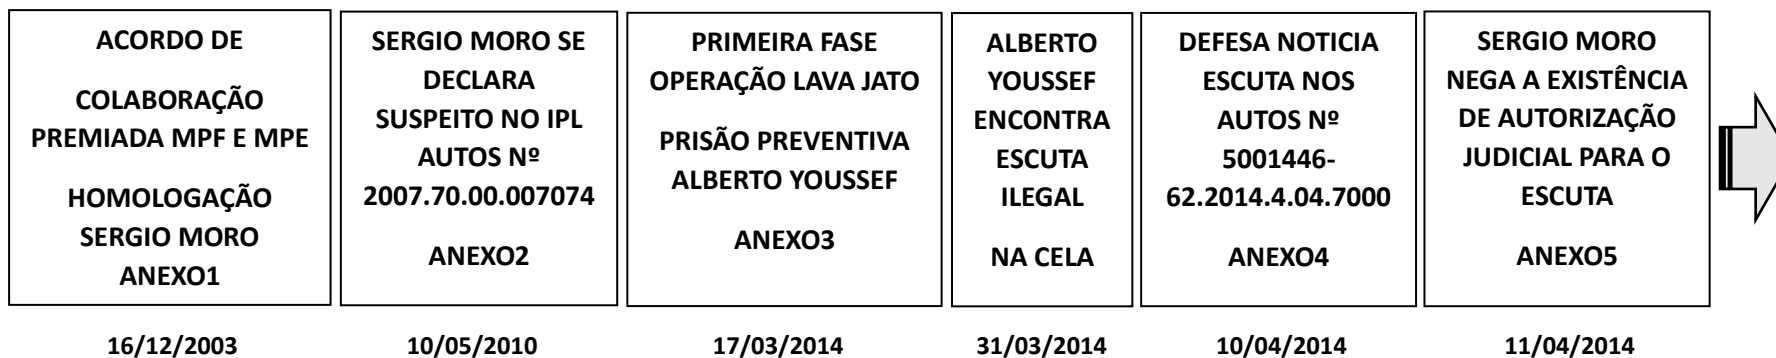 ACORDO DE
COLABORAÇÃO
PREMIADA MPF E MPE
HOMOLOGAÇÃO
SERGIO MORO
ANEXO1
16/12/2003
SERGIO MORO SE
DECLARA
SUSPEITO NO IPL
AUTOS Nº
2007.70.00.007074
ANEXO2
10/05/2010
PRIMEIRA FASE
OPERAÇÃO LAVA JATO
PRISÃO PREVENTIVA
ALBERTO YOUSSEF
ANEXO3
17/03/2014
ALBERTO
YOUSSEF
ENCONTRA
ESCUTA
ILEGAL
NA CELA
31/03/2014
DEFESA NOTICIA
ESCUTA NOS
AUTOS Nº
5001446-
62.2014.4.04.7000
ANEXO4
10/04/2014
SERGIO MORO
NEGA A EXISTÊNCIA
DE AUTORIZAÇÃO
JUDICIAL PARA O
ESCUTA
ANEXO5
11/04/2014